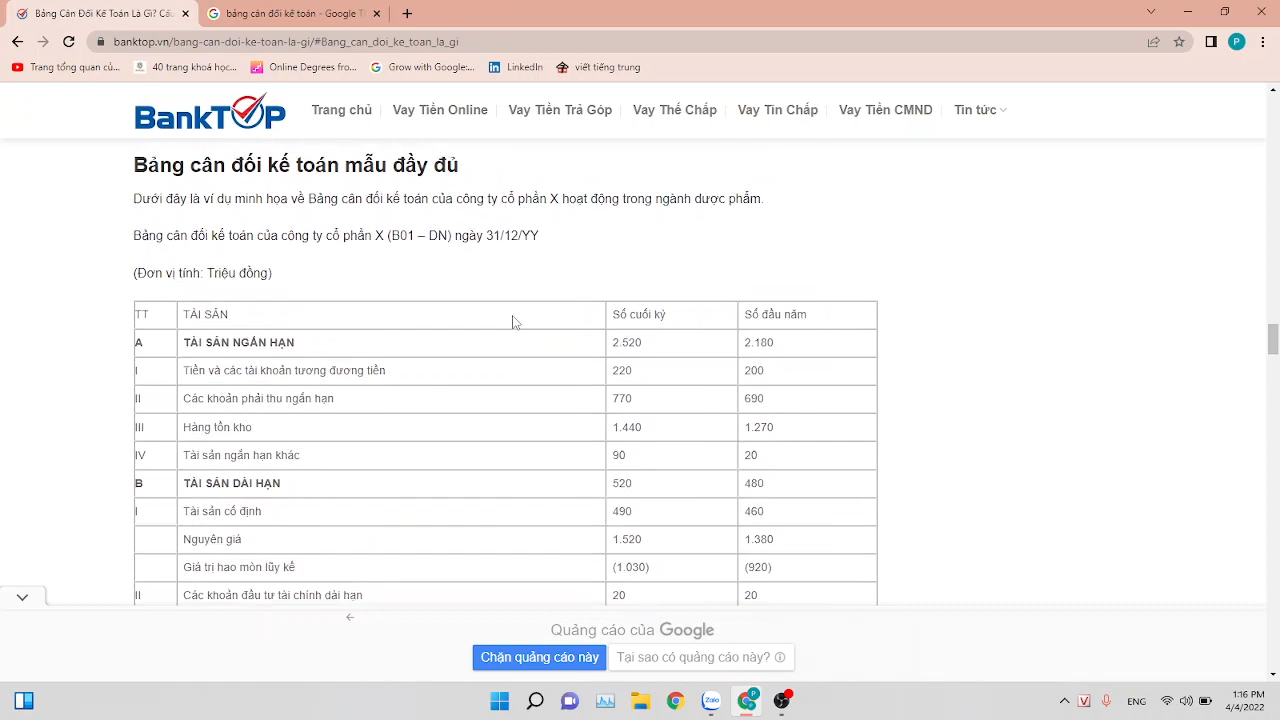 Bảng Cân Đối Kế Toán Là Gì? Cấu
bảng cân đối kế toán - Google T
banktop.vn/bang-can-doi-ke-toan-la-gi/#Bang_can_doi_ke_toan_la_gi
P
Trang tổng quan củ...
40 trang khoá học...
Online Degrees fro...
Grow with Google:...
LinkedIn
viết tiếng trung
BankTOP
Trang chủ
Vay Tiền Online
Vay Tiền Trả Góp
Vay Thế Chấp
Vay Tín Chấp
Vay Tiền CMND
Tin tức
Bảng cân đối kế toán mẫu đầy đủ
Dưới đây là ví dụ minh họa về Bảng cân đối kế toán của công ty cổ phần X hoạt động trong ngành dược phẩm.
Bảng cân đối kế toán của công ty cổ phần X (B01 – DN) ngày 31/12/YY
(Đơn vị tính: Triệu đồng)
TT TÀI SẢN Số cuối kỳ Số đầu năm
A TÀI SẢN NGẮN HẠN 2.520 2.180
I Tiền và các tài khoản tương đương tiền 220 200
II Các khoản phải thu ngắn hạn 770 690
III Hàng tồn kho 1.440 1.270
IV Tài sản ngắn hạn khác 90 20
B TÀI SẢN DÀI HẠN 520 480
I Tài sản cố định 490 460
Nguyên giá 1.520 1.380
Giá trị hao mòn lũy kế (1.030) (920)
II Các khoản đầu tư tài chính dài hạn 20 20
Quảng cáo của Google
Chặn quảng cáo này
Tại sao có quảng cáo này?
Zalo
P
V
ENG
1:16 PM
4/4/2022